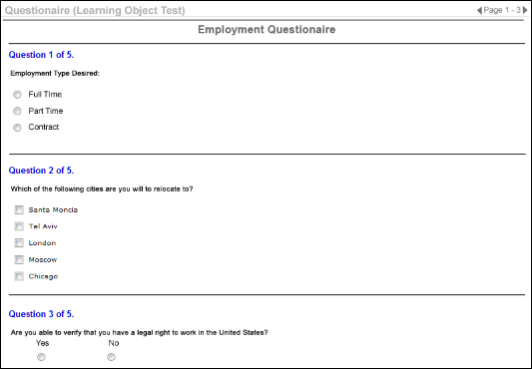 Questionaire (Learning Object Test)
Page 1 - 3
Employment Questionaire
Question 1 of 5.
Employment Type Desired:
Full Time
Part Time
Contract
Question 2 of 5.
Which of the following cities are you will to relocate to?
Santa Moncia
Tel Aviv
London
Moscow
Chicago
Question 3 of 5.
Are you able to verify that you have a legal right to work in the United States?
Yes No